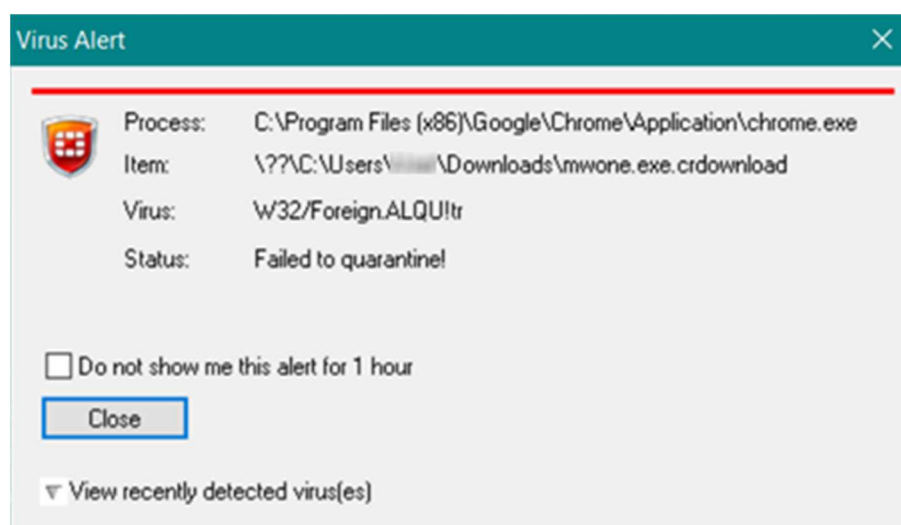 Virus Alert
Process: C:\Program Files (x86)\Google\Chrome\Application\chrome.exe
Item: \??\C:\Users\ \Downloads\mwone.exe.crdownload
Virus: W32/Foreign.ALQU!tr
Status: Failed to quarantine!
Do not show me this alert for 1 hour
Close
View recently detected virus(es)